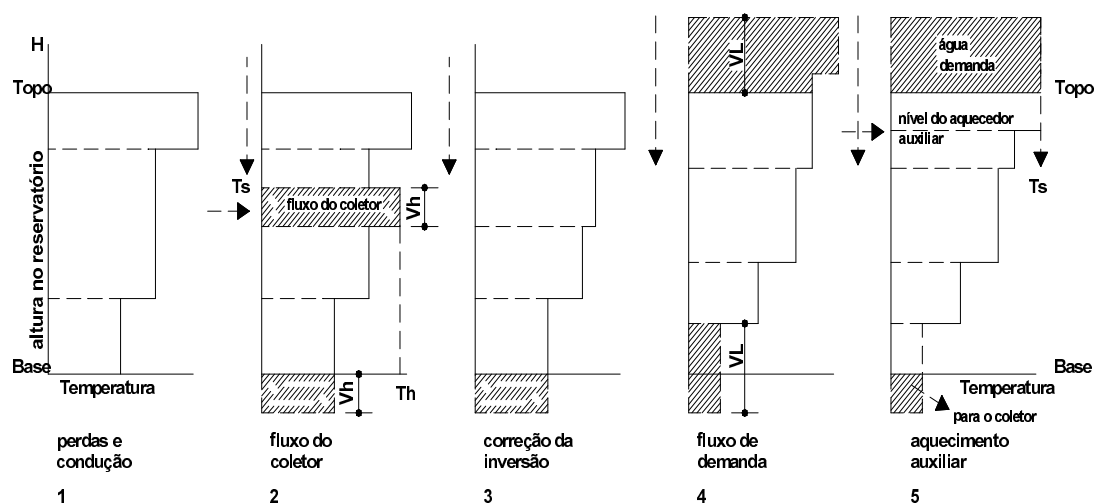 H
Topo
altura no reservatório
Base
Temperatura
perdas e
condução
1
Ts
fluxo do coletor
Vh
Vh
Th
fluxo do
coletor
2
correção da
inversão
3
VL
VL
fluxo de
demanda
4
água
demanda
Topo
nível do aquecedor
auxiliar
Ts
Base
Temperatura
para o coletor
aquecimento
auxiliar
5